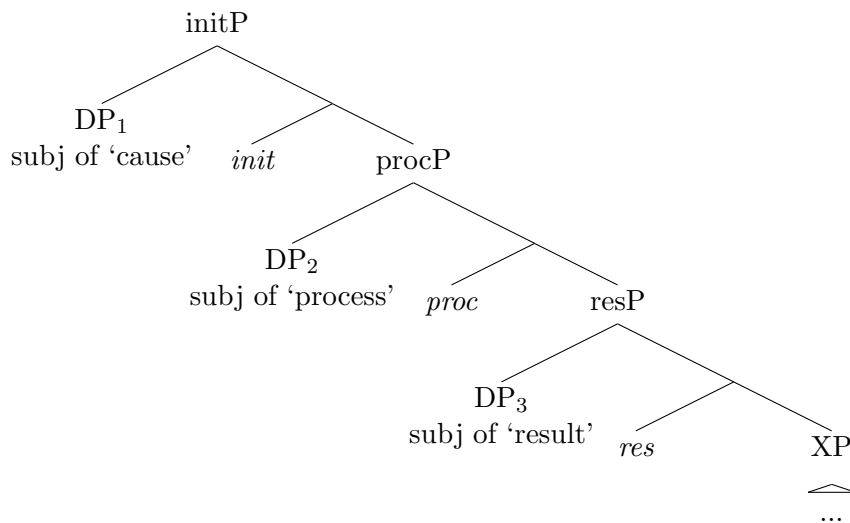 initP
DP₁
subj of ‘cause’
init
procP
DP₂
subj of ‘process’
proc
resP
DP₃
subj of ‘result’
res
XP
...